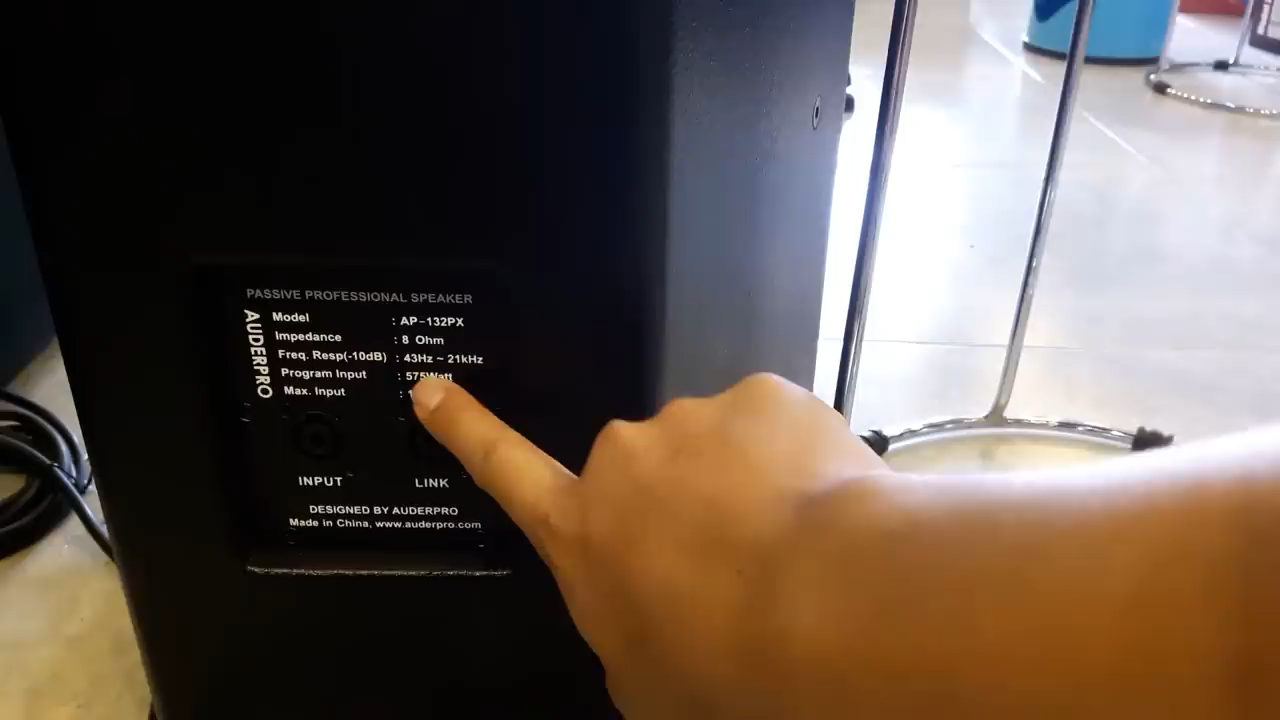 PASSIVE PROFESSIONAL SPEAKER
AUDERPRO
Model : AP-132PX
Impedance : 8 Ohm
Freq. Resp(-10dB) : 43Hz ~ 21kHz
Program Input : 575Watt
Max. Input :
INPUT LINK
DESIGNED BY AUDERPRO
Made in China, www.auderpro.com